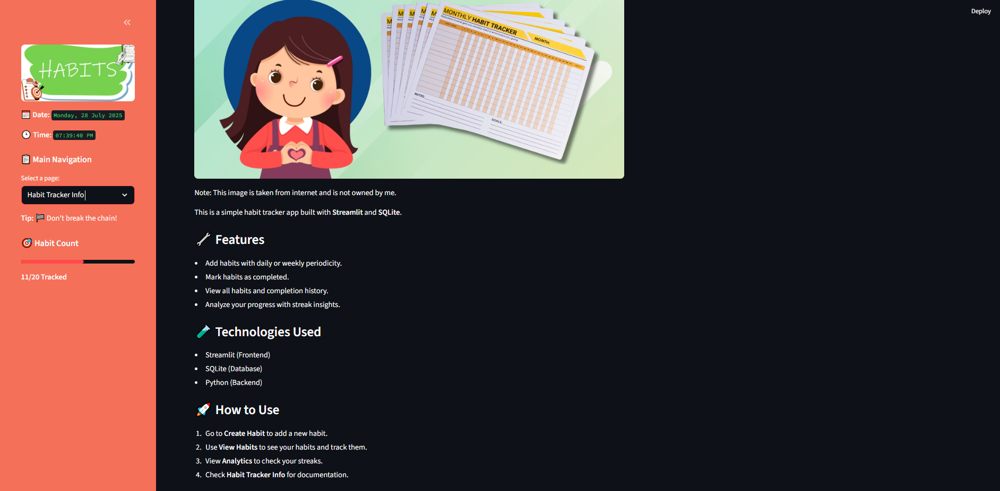 HABITS
Date: Monday, 28 July 2025
Time: 07:39:40 PM
Main Navigation
Select a page:
Habit Tracker Info
Tip: Don't break the chain!
Habit Count
11/20 Tracked
Deploy
MONTHLY HABIT TRACKER
MONTH:
NOTES:
GOALS:
Note: This image is taken from internet and is not owned by me.
This is a simple habit tracker app built with Streamlit and SQLite.
Features
• Add habits with daily or weekly periodicity.
• Mark habits as completed.
• View all habits and completion history.
• Analyze your progress with streak insights.
Technologies Used
• Streamlit (Frontend)
• SQLite (Database)
• Python (Backend)
How to Use
1. Go to Create Habit to add a new habit.
2. Use View Habits to see your habits and track them.
3. View Analytics to check your streaks.
4. Check Habit Tracker Info for documentation.